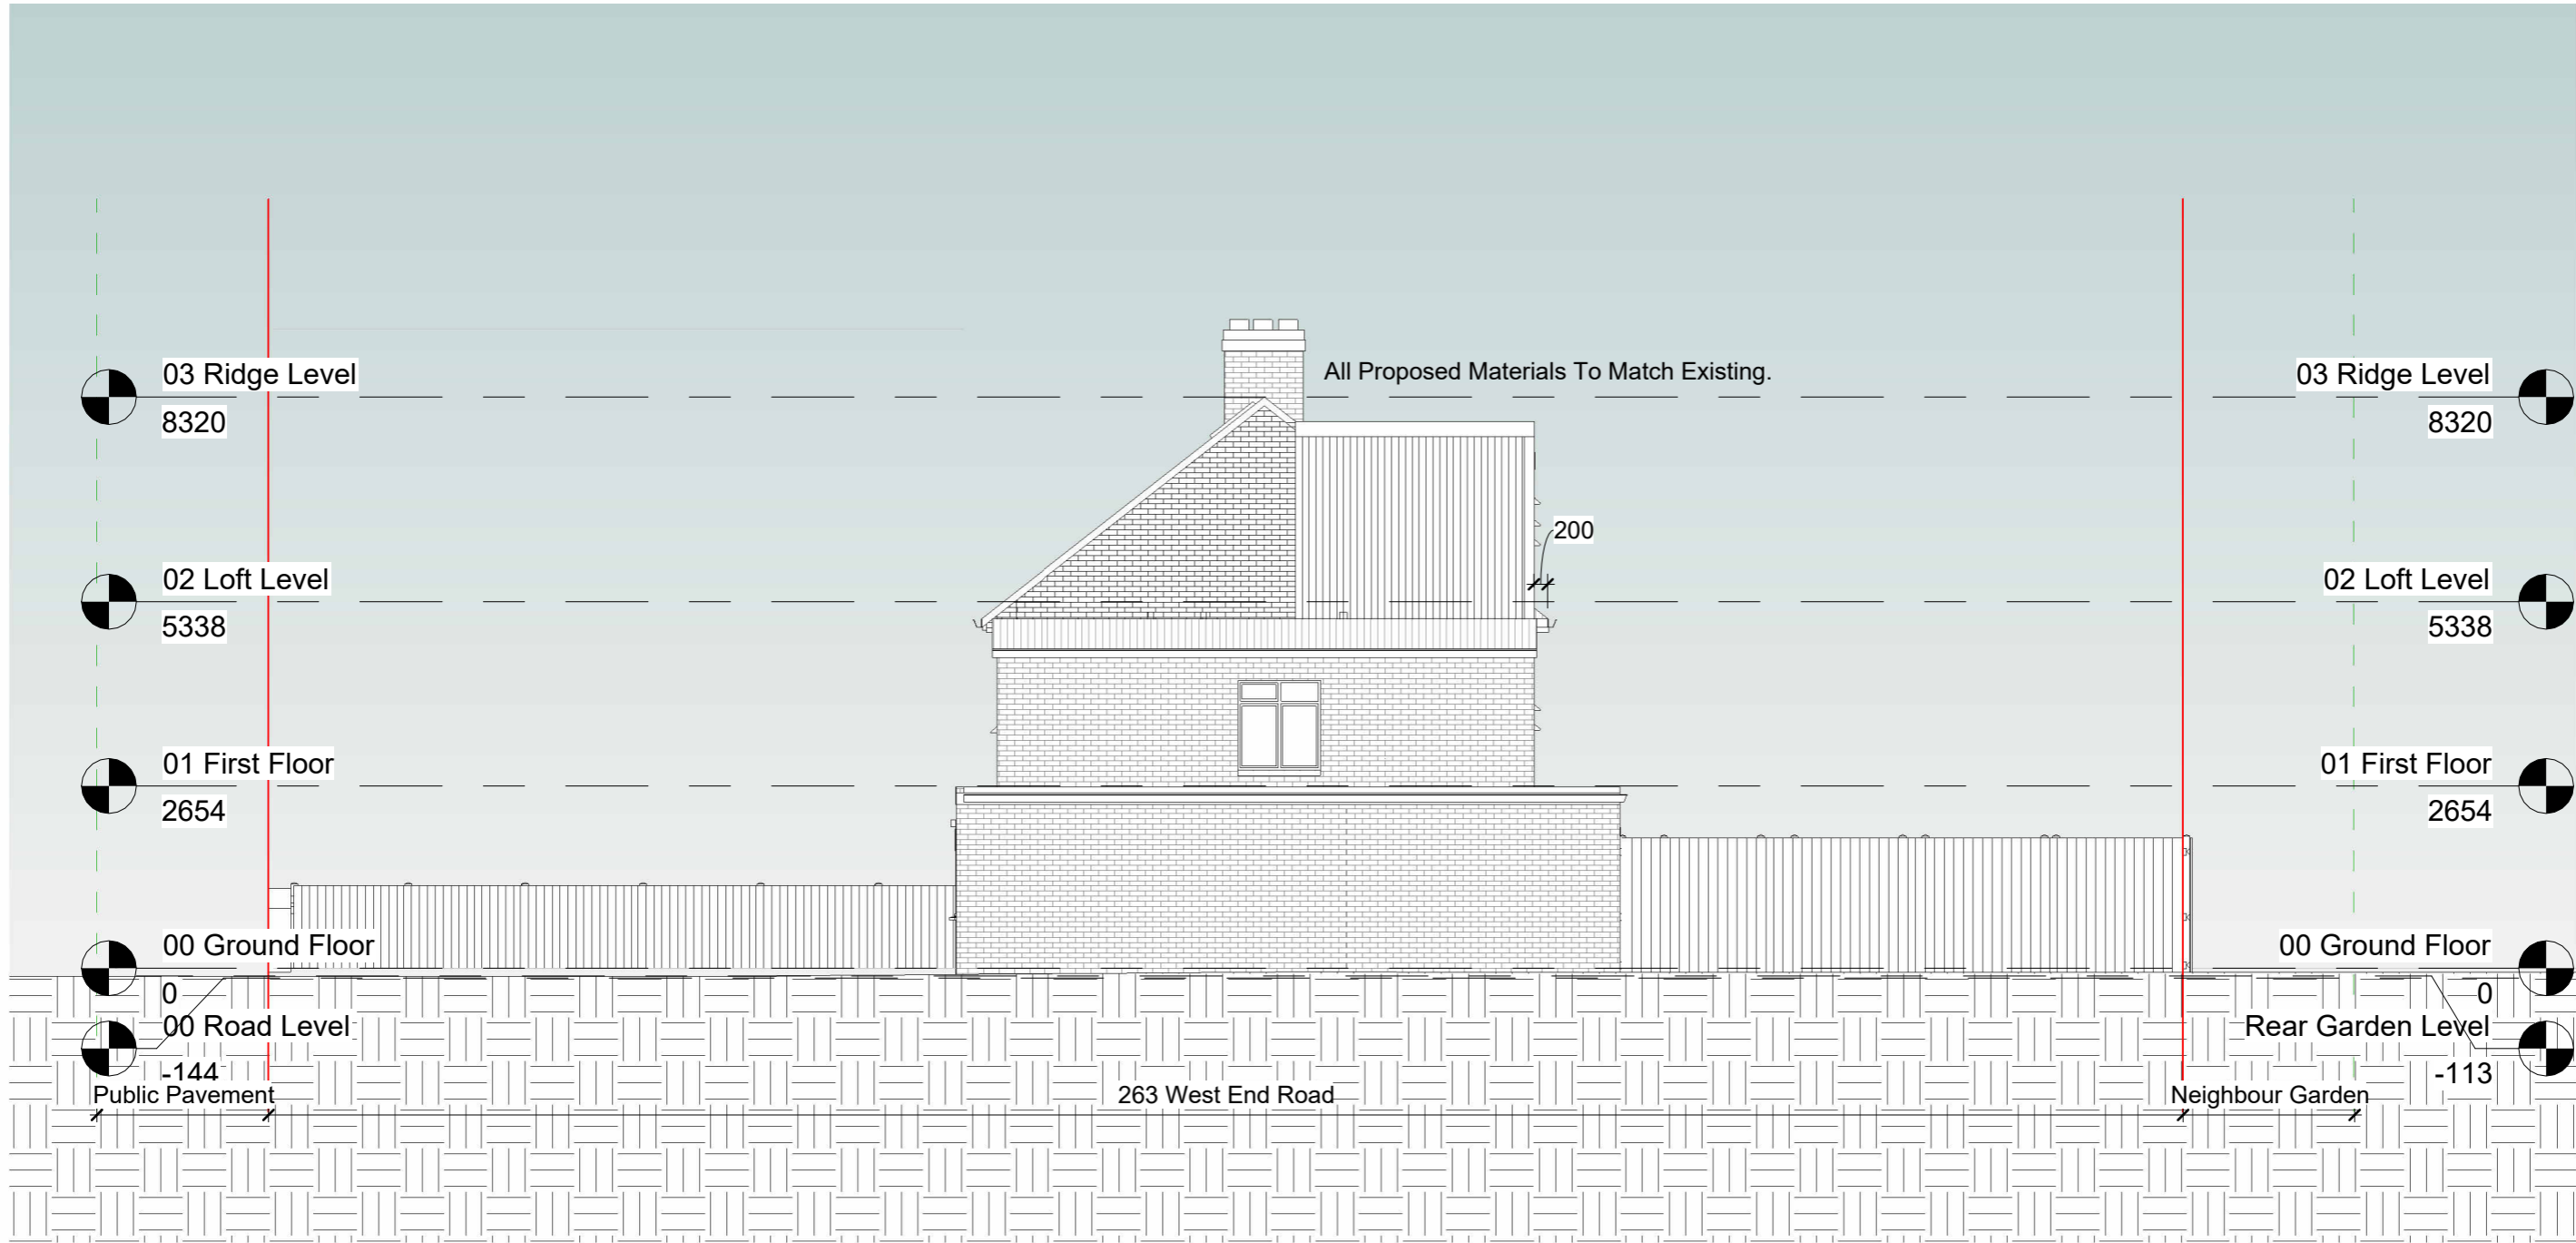 03 Ridge Level
8320
All Proposed Materials To Match Existing.
03 Ridge Level
8320
200
02 Loft Level
5338
02 Loft Level
5338
01 First Floor
2654
01 First Floor
2654
00 Ground Floor
0
00 Ground Floor
0
00 Road Level
-144
Rear Garden Level
-113
Public Pavement
263 West End Road
Neighbour Garden